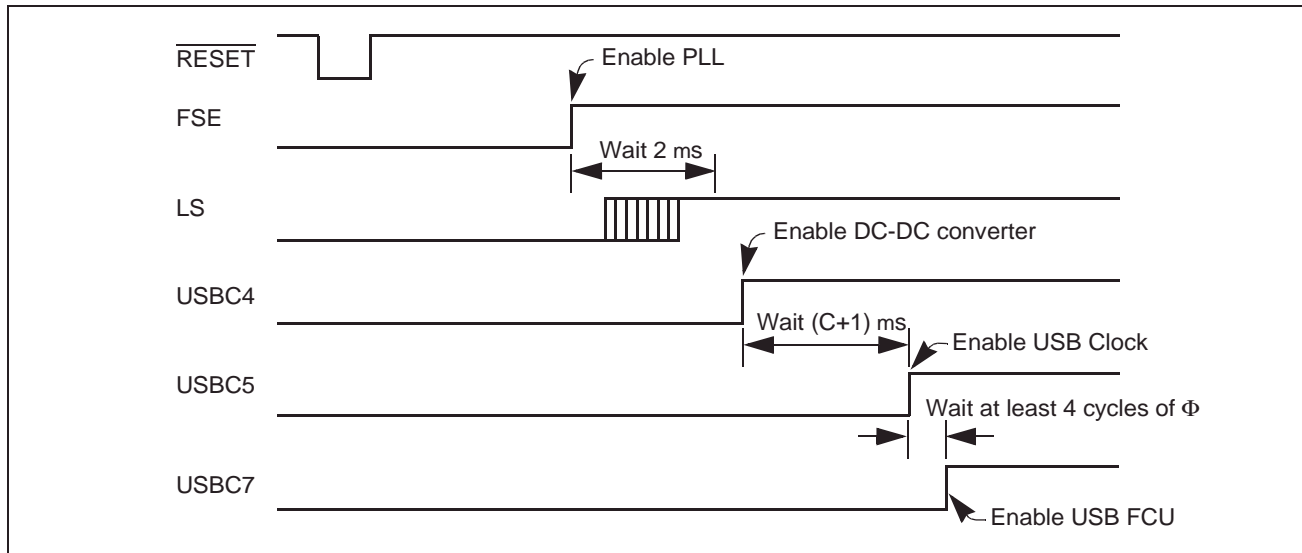 RESET
Enable PLL
FSE
Wait 2 ms
LS
Enable DC-DC converter
USBC4
Wait (C+1) ms
Enable USB Clock
USBC5
Wait at least 4 cycles of Φ
USBC7
Enable USB FCU